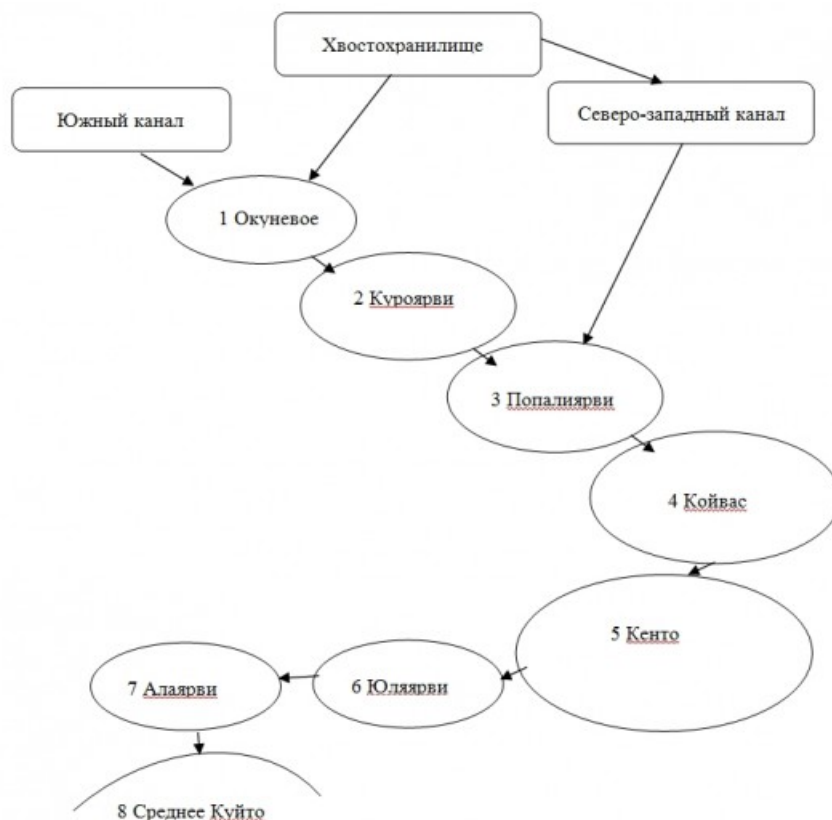 Хвостохранилище
Южный канал
Северо-западный канал
1 Окуневое
2 Куроярви
3 Попалиярви
4 Койвас
5 Кенто
6 Юляярви
7 Алаярви
8 Среднее Куйто